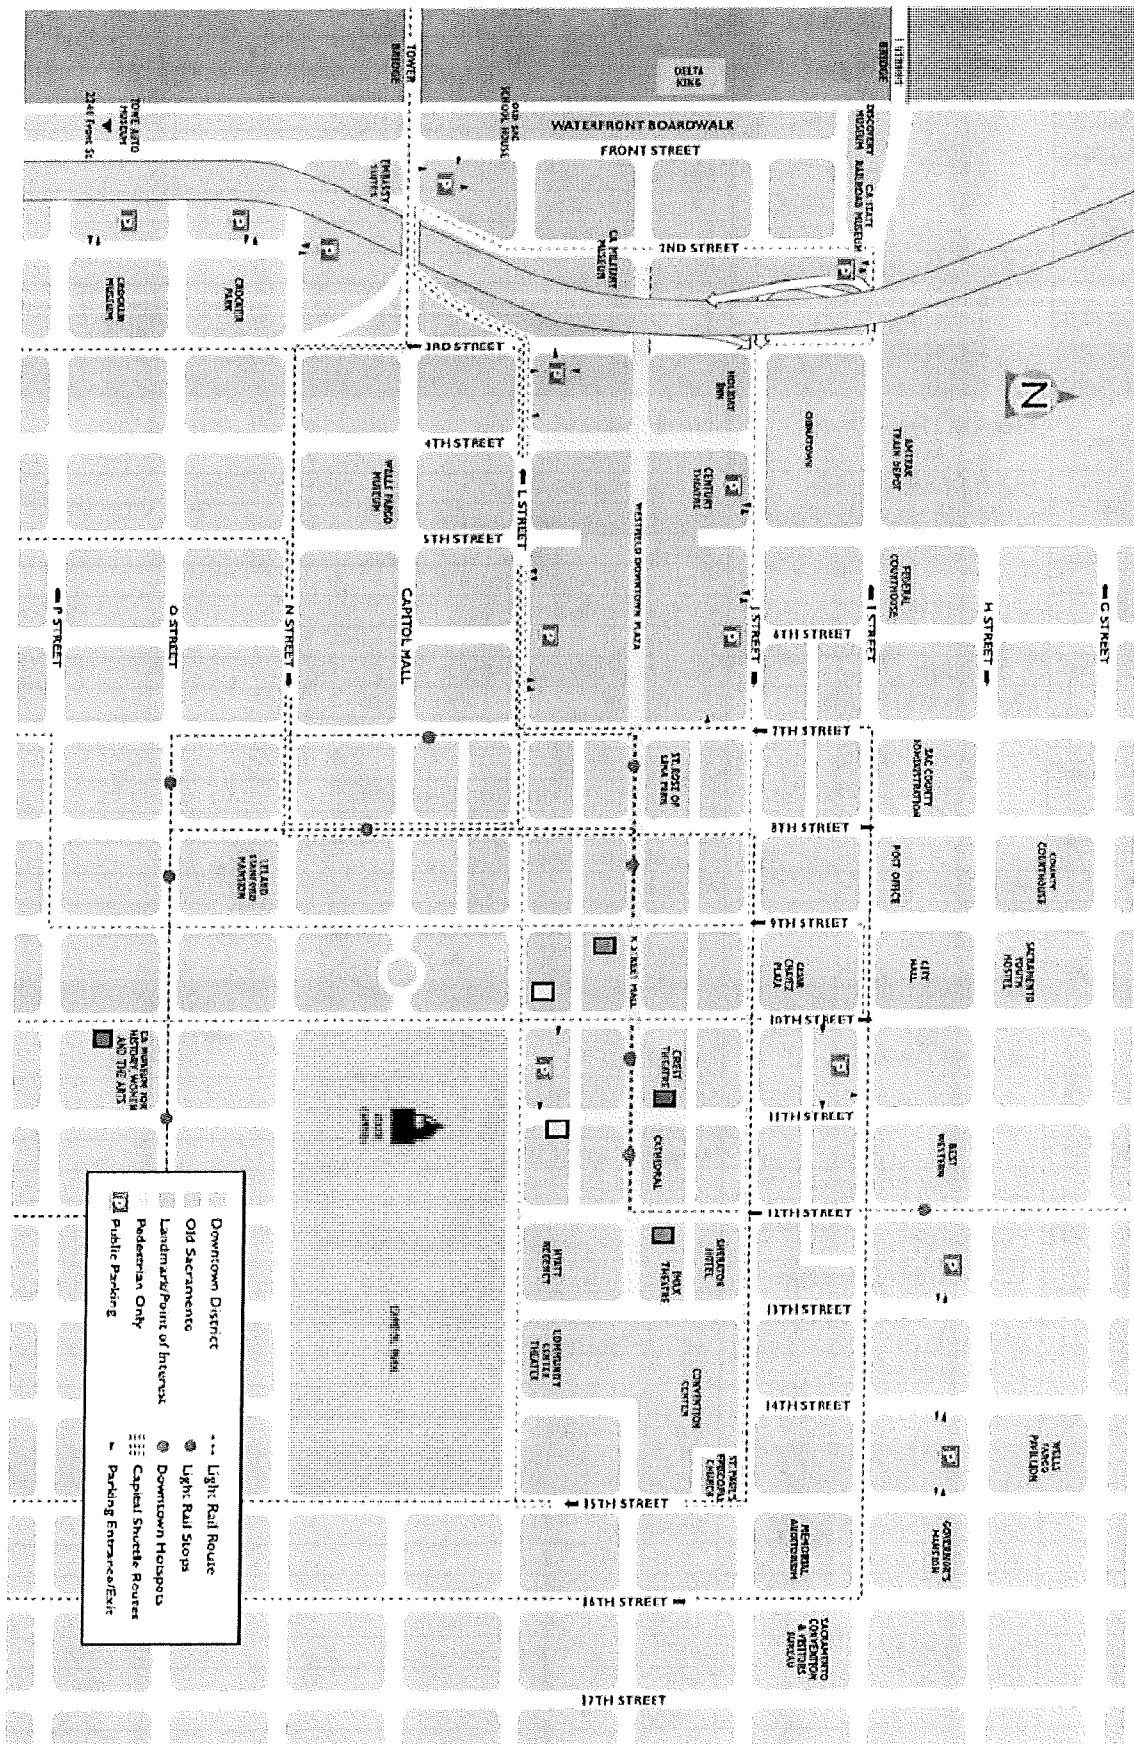 TOWER
BRIDGE
I STREET
BRIDGE
DELTA
KING
TOWE AUTO
MUSEUM
2244 Front St.
OLD SAC
SCHOOL HOUSE
WATERFRONT BOARDWALK
FRONT STREET
DISCOVERY
MUSEUM
CA STATE
RAILROAD MUSEUM
EMBASSY
SUITES
P
P
P
P
2ND STREET
CA MILITARY
MUSEUM
P
CROCKER
MUSEUM
CROCKER
PARK
3RD STREET
P
HOLIDAY
INN
N
CHINATOWN
4TH STREET
AMTRAK
TRAIN DEPOT
WELLS FARGO
MUSEUM
L STREET
CENTURY
THEATRE
P
WESTFIELD DOWNTOWN PLAZA
5TH STREET
FEDERAL
COURTHOUSE
P STREET
O STREET
N STREET
CAPITOL MALL
P
P
J STREET
6TH STREET
I STREET
H STREET
G STREET
7TH STREET
ST. ROSE OF
LIMA PARK
SAC COUNTY
ADMINISTRATION
8TH STREET
LELAND
STANFORD
MANSION
POST OFFICE
COUNTY
COURTHOUSE
9TH STREET
K STREET MALL
CESAR
CHAVEZ
PLAZA
CITY
HALL
SACRAMENTO
YOUTH
HOSTEL
10TH STREET
CA MUSEUM FOR
HISTORY, WOMEN
AND THE ARTS
P
CREST
THEATRE
P
11TH STREET
STATE
CAPITOL
CATHEDRAL
BEST
WESTERN
12TH STREET
HYATT
REGENCY
IMAX
THEATRE
SHERATON
HOTEL
P
13TH STREET
CAPITOL PARK
COMMUNITY
CENTER
THEATER
CONVENTION
CENTER
14TH STREET
P
WELLS
FARGO
PAVILION
ST. PAUL'S
EPISCOPAL
CHURCH
15TH STREET
MEMORIAL
AUDITORIUM
GOVERNOR'S
MANSION
16TH STREET
SACRAMENTO
CONVENTION
& VISITORS
BUREAU
17TH STREET
Downtown District
Old Sacramento
Landmark/Point of Interest
Pedestrian Only
P Public Parking
Light Rail Route
Light Rail Stops
Downtown Hotspots
Capital Shuttle Routes
Parking Entrance/Exit